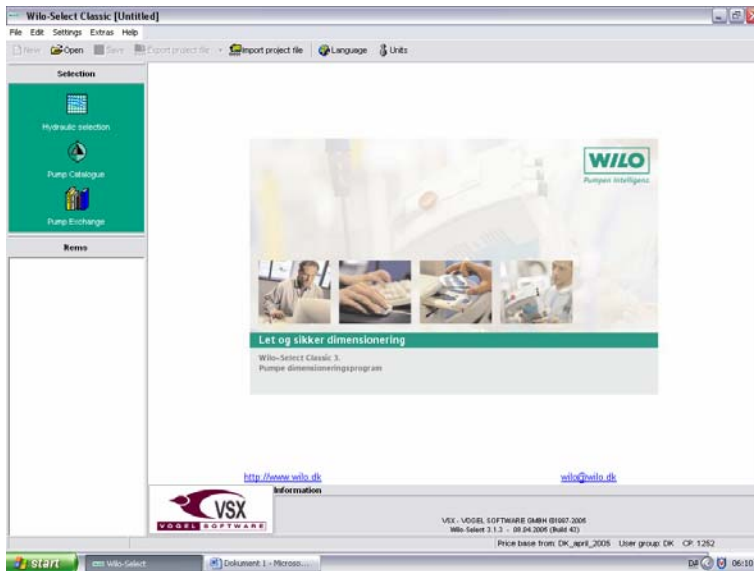 Wilo-Select Classic [Untitled]
File Edit Settings Extras Help
New Open Save Export project file Import project file Language Units
Selection
Hydraulic selection
Pump Catalogue
Pump Exchange
Items
WILO
Pumpen Intelligenz.
Let og sikker dimensionering
Wilo-Select Classic 3.
Pumpe dimensioneringsprogram
http://www.wilo.dk wilo@wilo.dk
Information
VSX
VOGEL SOFTWARE
VSX - VOGEL SOFTWARE GMBH ©1997-2005
Wilo-Select 3.1.3 - 08.04.2005 (Build 43)
Price base from: DK_april_2005 User group: DK CP: 1252
start Wilo-Select Dokument 1 - Microso... DA